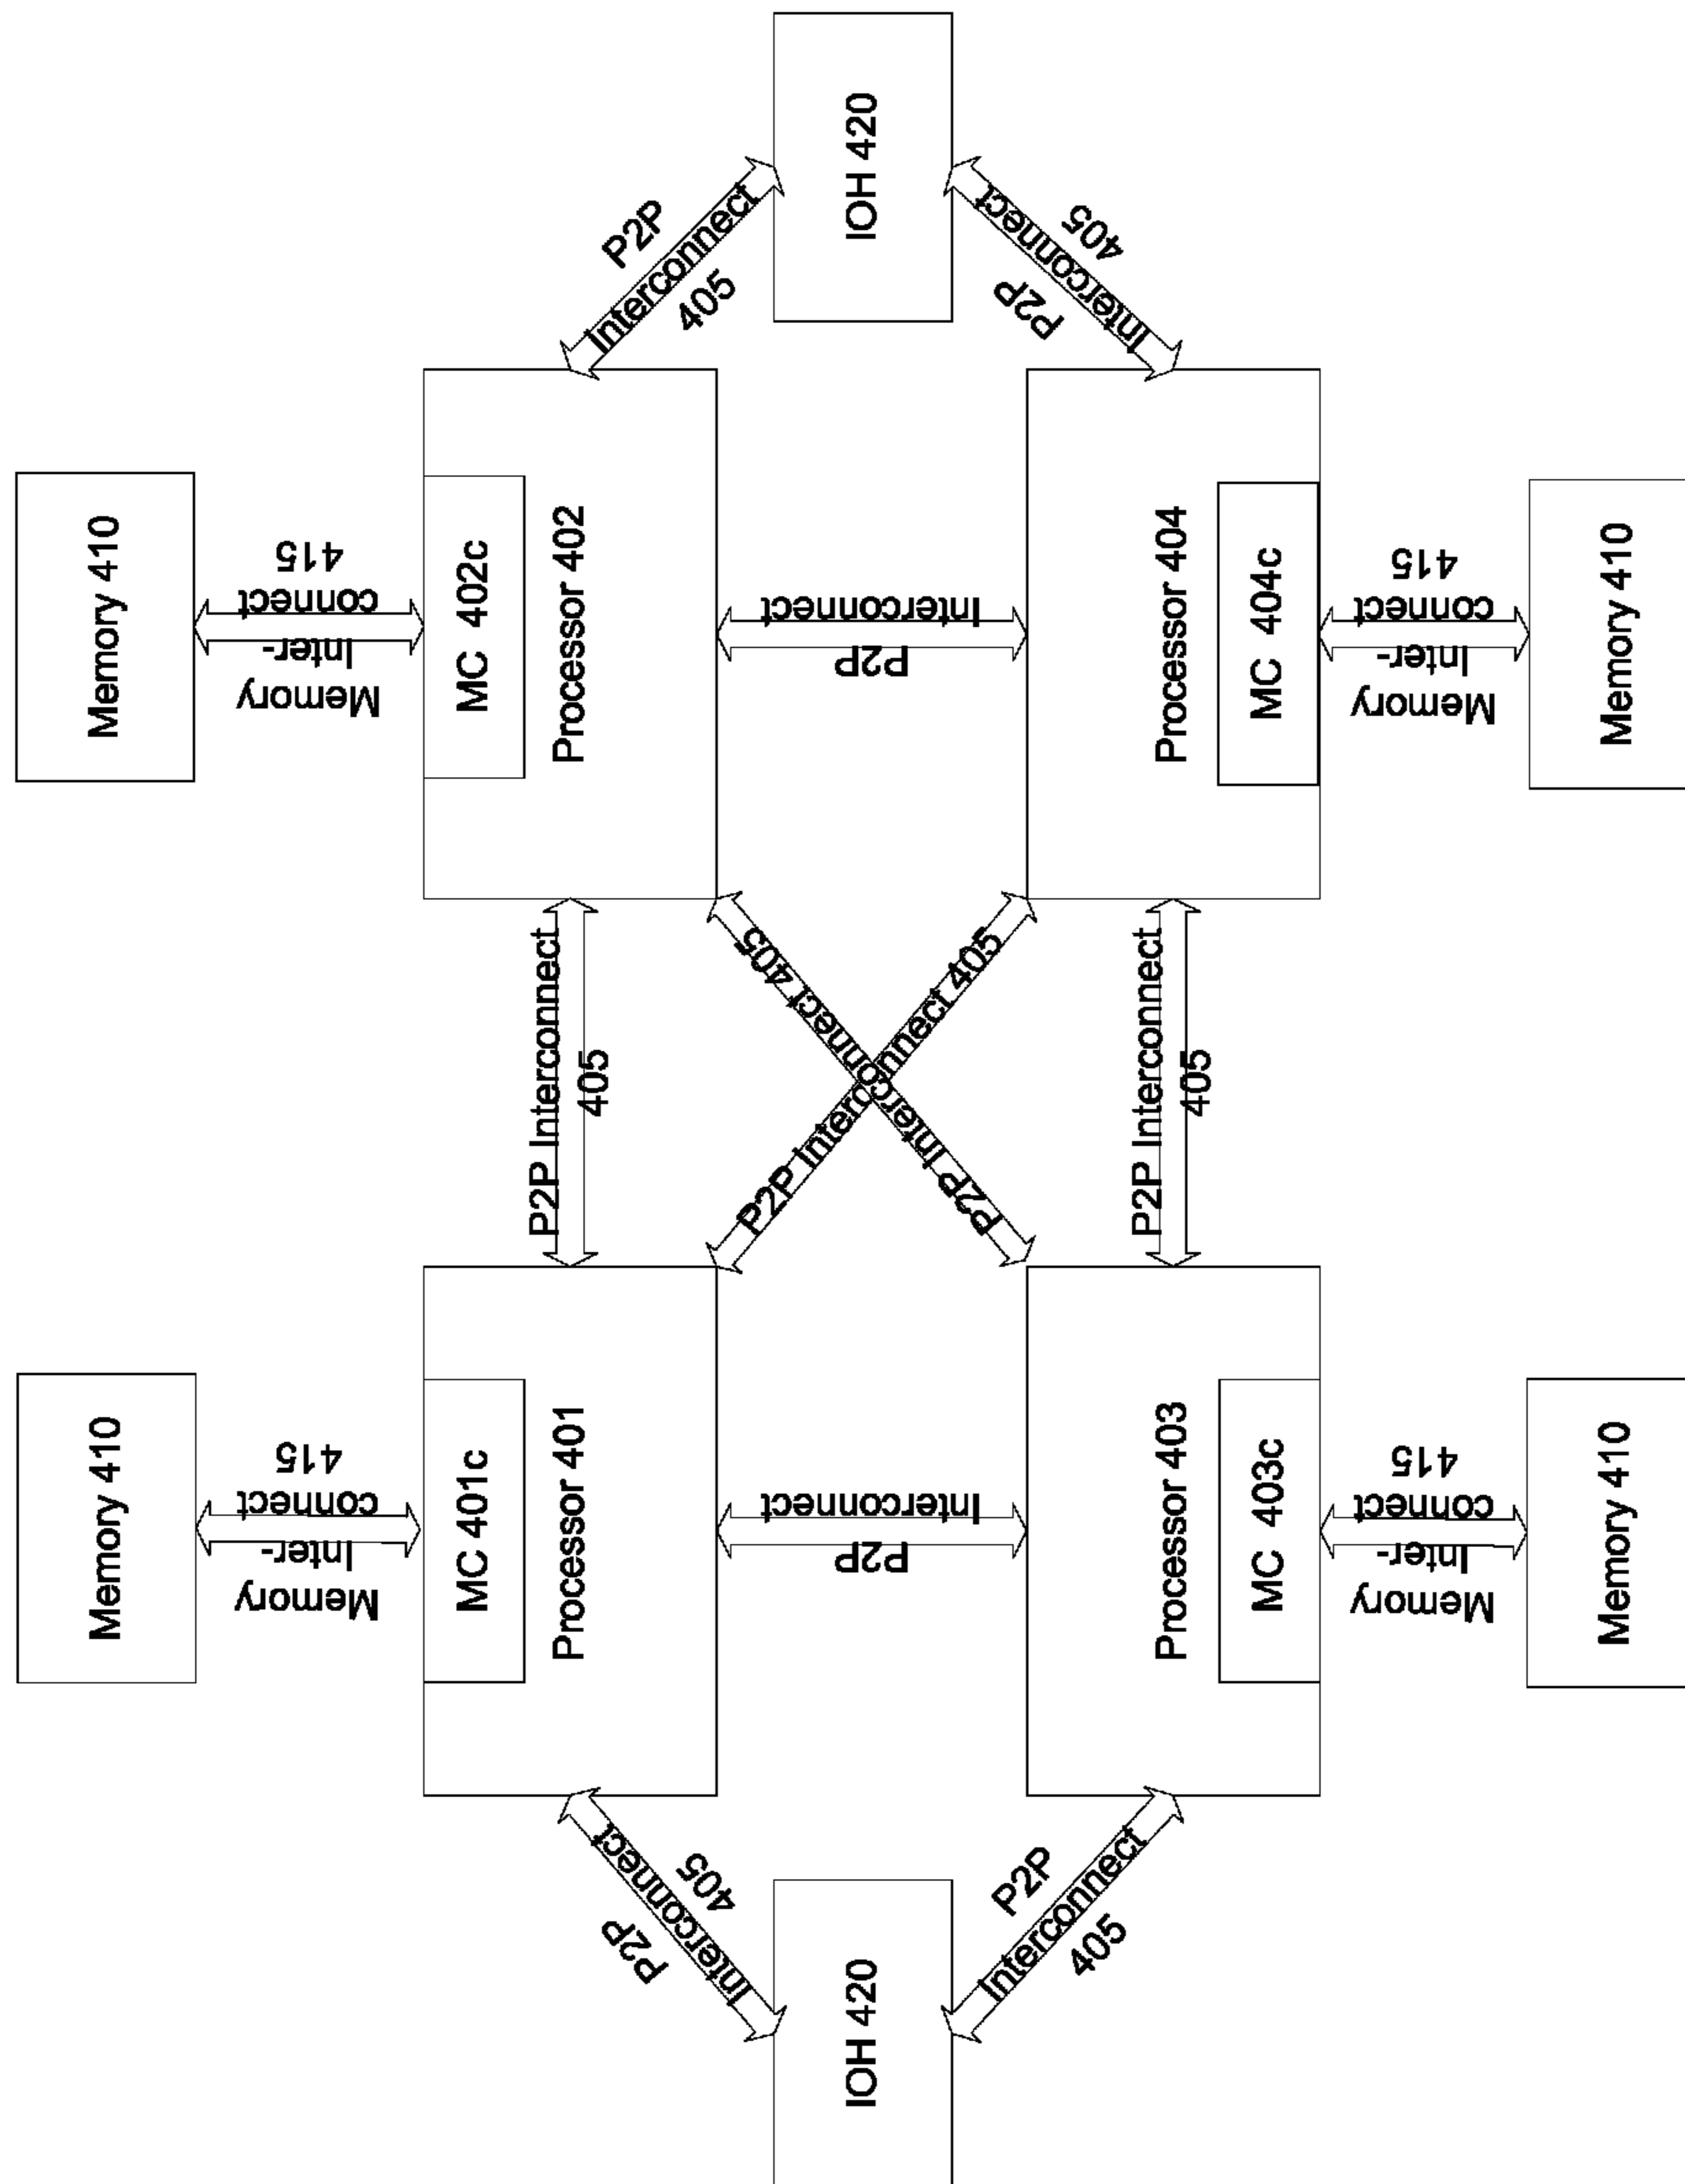 Memory 410
Memory 410
Memory
Inter-
connect
415
Memory
Inter-
connect
415
MC 401c
MC 402c
Processor 401
P2P Interconnect
405
Processor 402
P2P
Interconnect
405
P2P
Interconnect
405
IOH 420
P2P
Interconnect
P2P Interconnect 405
P2P Interconnect 405
P2P
Interconnect
IOH 420
P2P
Interconnect
405
P2P
Interconnect
405
Processor 403
P2P Interconnect
405
Processor 404
MC 403c
MC 404c
Memory
Inter-
connect
415
Memory
Inter-
connect
415
Memory 410
Memory 410